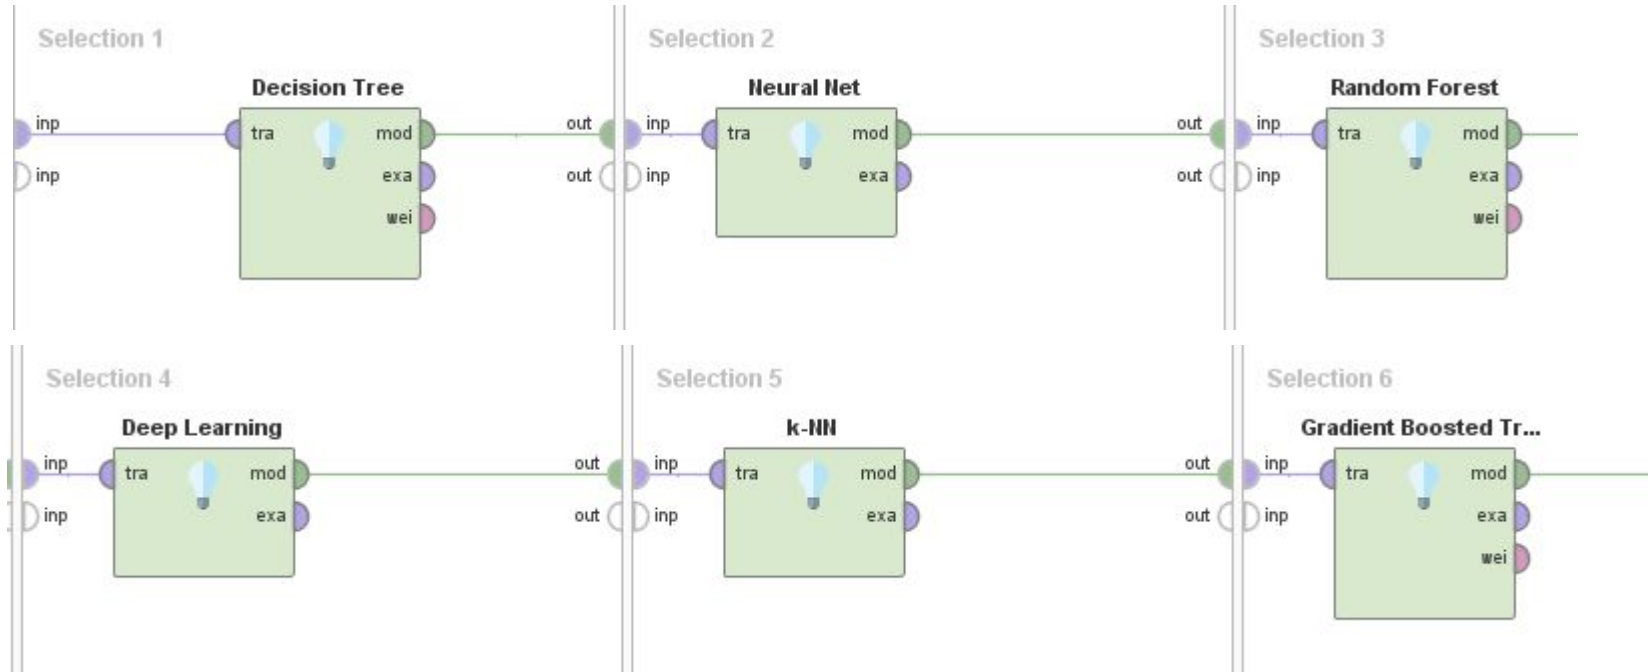 Selection 1
Decision Tree
inp
tra
mod
out
inp
exa
out
wei
Selection 2
Neural Net
inp
tra
mod
out
inp
exa
out
Selection 3
Random Forest
inp
tra
mod
inp
exa
wei
Selection 4
Deep Learning
inp
tra
mod
out
inp
exa
out
Selection 5
k-NN
inp
tra
mod
out
inp
exa
out
Selection 6
Gradient Boosted Tr...
inp
tra
mod
inp
exa
wei